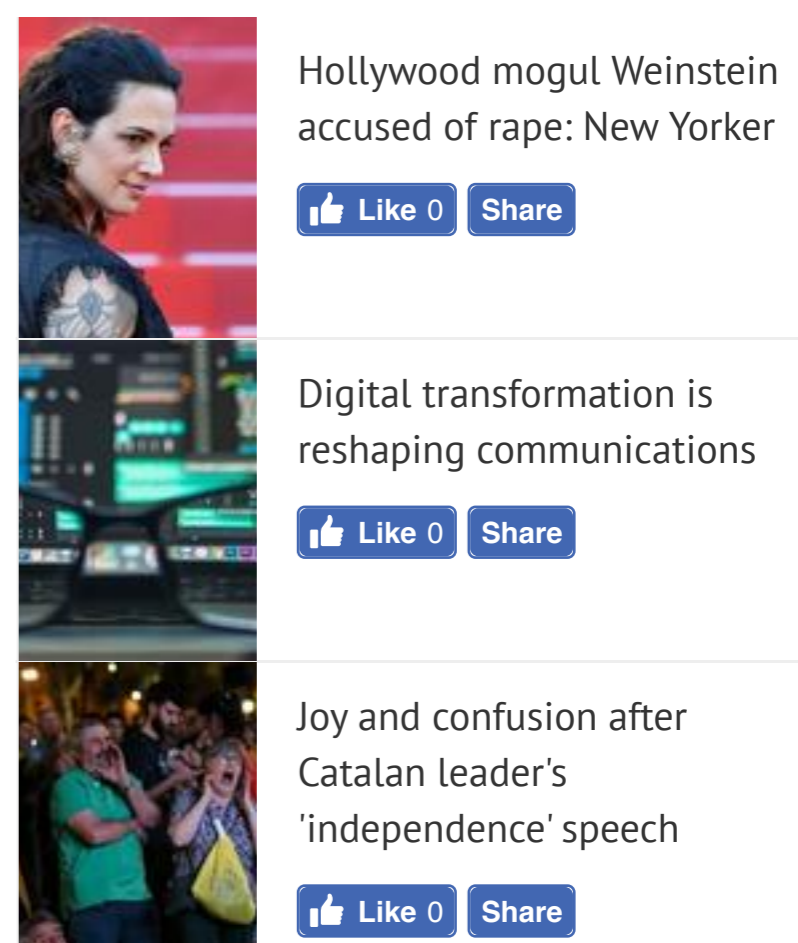 Hollywood mogul Weinstein
accused of rape: New Yorker
Like 0 Share
Digital transformation is
reshaping communications
Like 0 Share
Joy and confusion after
Catalan leader's
'independence' speech
Like 0 Share